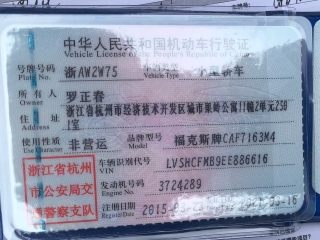 中华人民共和国机动车行驶证
Vehicle License of the People's Republic of China
号牌号码 浙AW2W75 小型轿车
Plate No. Vehicle Type
所有人 罗正春
Owner
住址 浙江省杭州市经济技术开发区城市果岭公寓11幢2单元250
1室
Address
使用性质 非营运 品牌型号 福克斯牌CAF7163M4
Use Character Model
浙江省杭州
市公安局交
通警察支队
车辆识别代号 LVSHCFMB9EE886616
VIN
发动机号码 3724289
Engine No.
注册日期 2015
Register Date